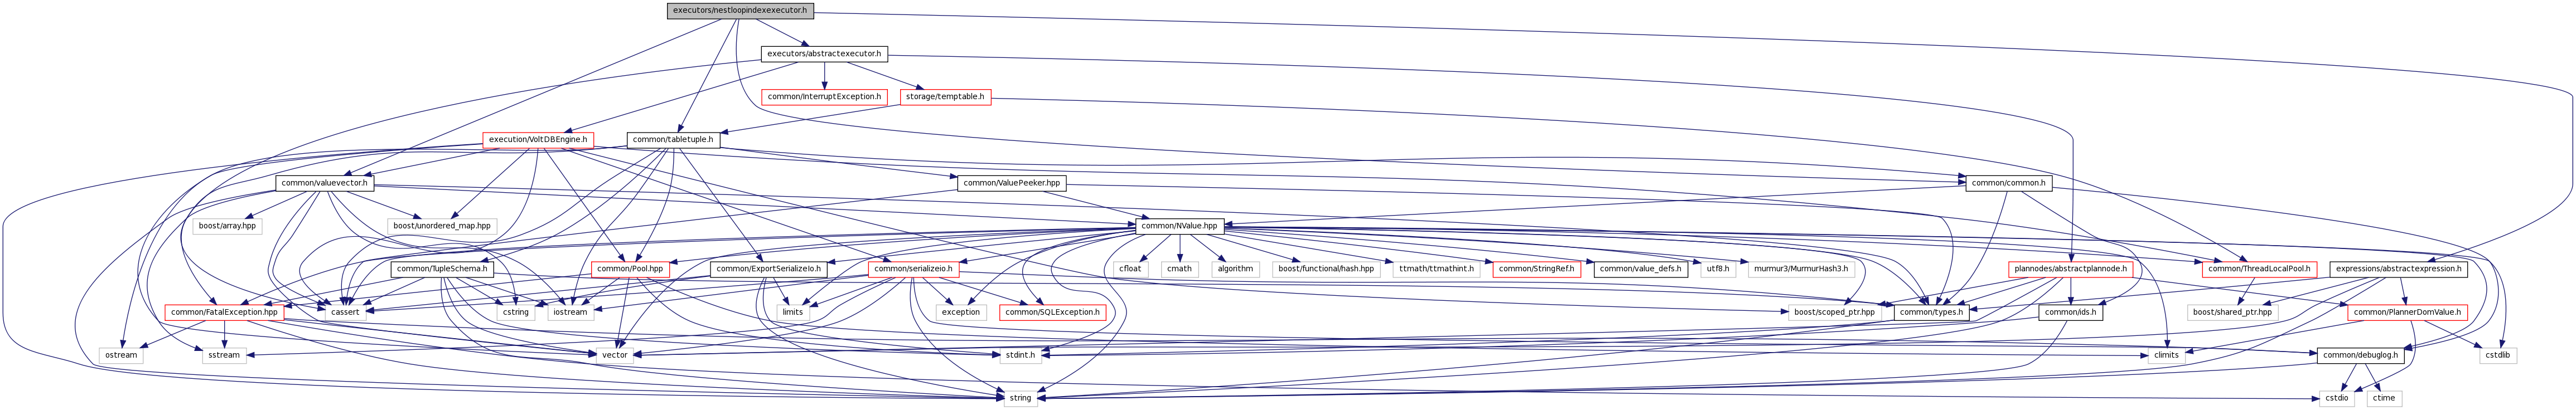 executors/nestloopindexexecutor.h
executors/abstractexecutor.h
common/InterruptException.h
storage/temptable.h
execution/VoltDBEngine.h
common/tabletuple.h
common/valuevector.h
common/ValuePeeker.hpp
common/common.h
boost/array.hpp
boost/unordered_map.hpp
common/NValue.hpp
common/TupleSchema.h
common/Pool.hpp
common/ExportSerializeIo.h
common/serializeio.h
cfloat
cmath
algorithm
boost/functional/hash.hpp
ttmath/ttmathint.h
common/StringRef.h
common/value_defs.h
utf8.h
murmur3/MurmurHash3.h
plannodes/abstractplannode.h
common/ThreadLocalPool.h
expressions/abstractexpression.h
common/FatalException.hpp
cassert
cstring
iostream
limits
exception
common/SQLException.h
boost/scoped_ptr.hpp
common/types.h
common/ids.h
boost/shared_ptr.hpp
common/PlannerDomValue.h
ostream
sstream
vector
stdint.h
climits
common/debuglog.h
cstdlib
string
cstdio
ctime